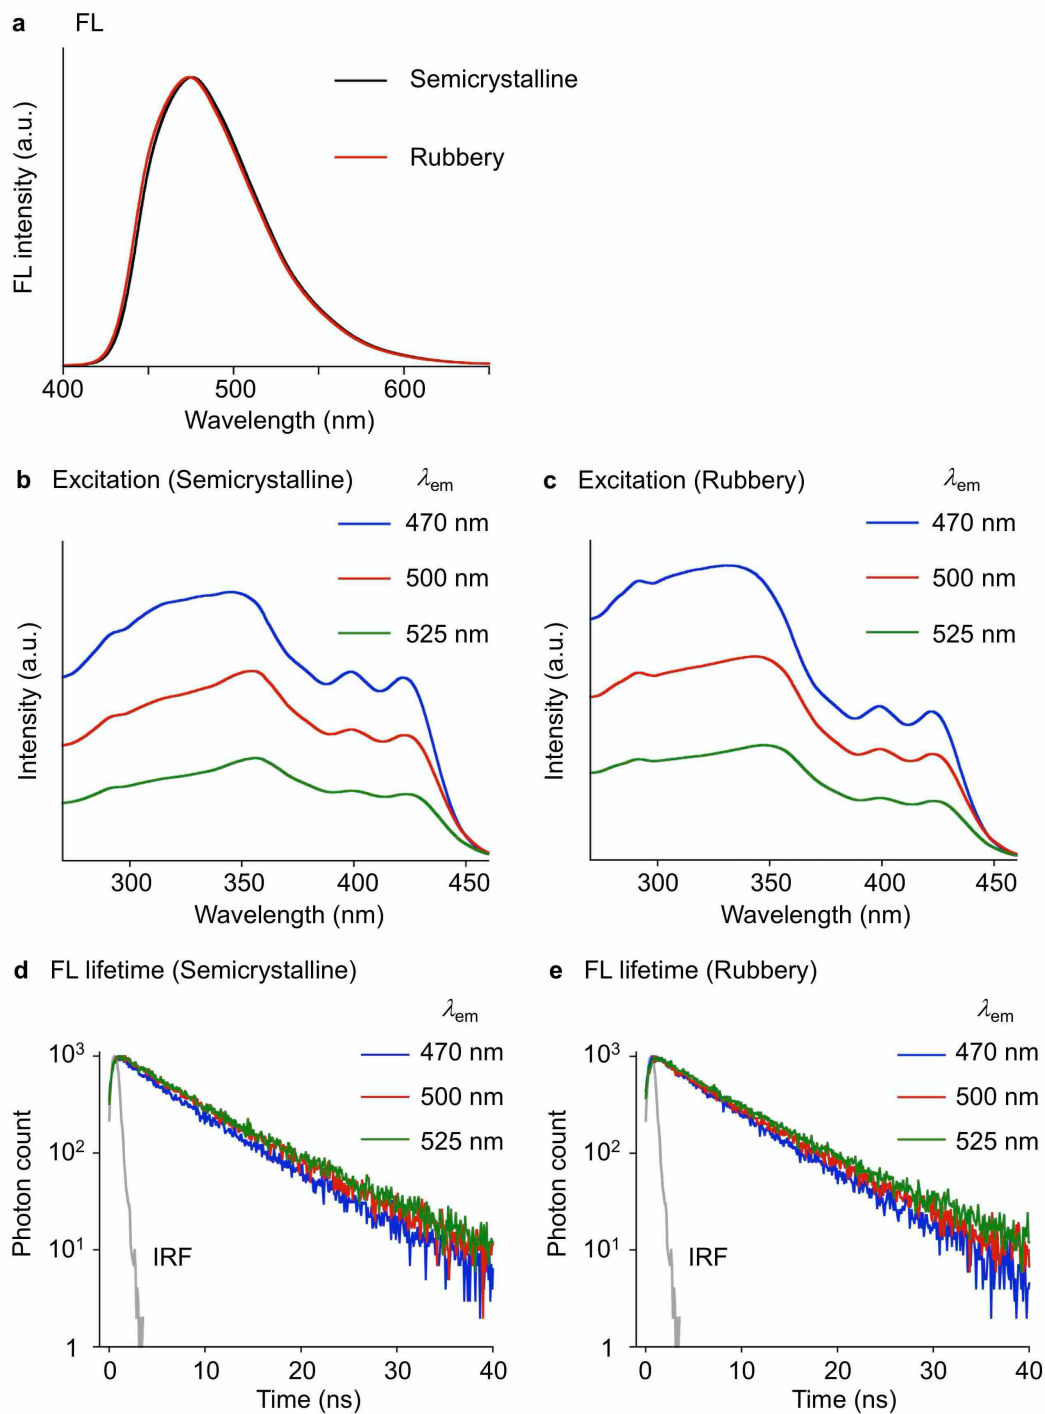 a FL
Semicrystalline
Rubbery
FL intensity (a.u.)
400 500 600
Wavelength (nm)
b Excitation (Semicrystalline) λem
470 nm
500 nm
525 nm
Intensity (a.u.)
300 350 400 450
Wavelength (nm)
c Excitation (Rubbery) λem
470 nm
500 nm
525 nm
Intensity (a.u.)
300 350 400 450
Wavelength (nm)
d FL lifetime (Semicrystalline)
λem
470 nm
500 nm
525 nm
Photon count
10³
10²
10¹
1
IRF
0 10 20 30 40
Time (ns)
e FL lifetime (Rubbery)
λem
470 nm
500 nm
525 nm
Photon count
10³
10²
10¹
1
IRF
0 10 20 30 40
Time (ns)